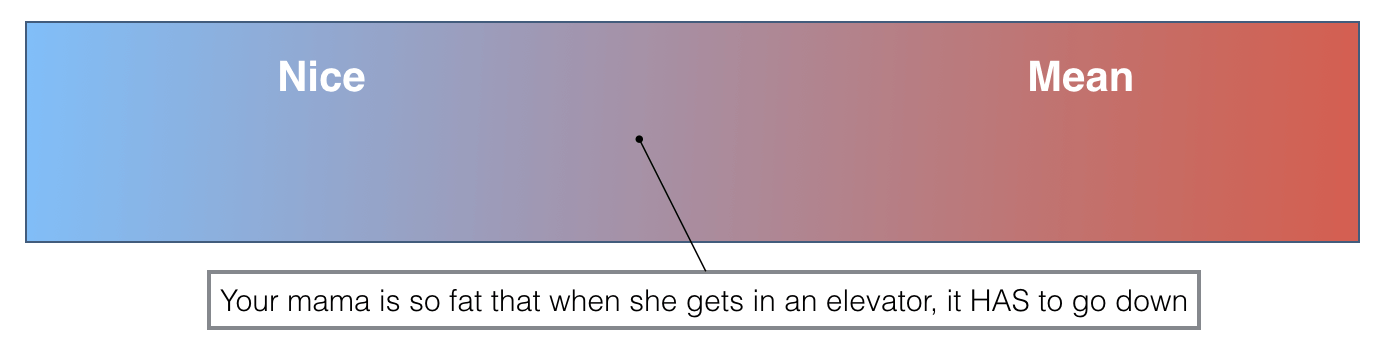 Nice
Mean
Your mama is so fat that when she gets in an elevator, it HAS to go down